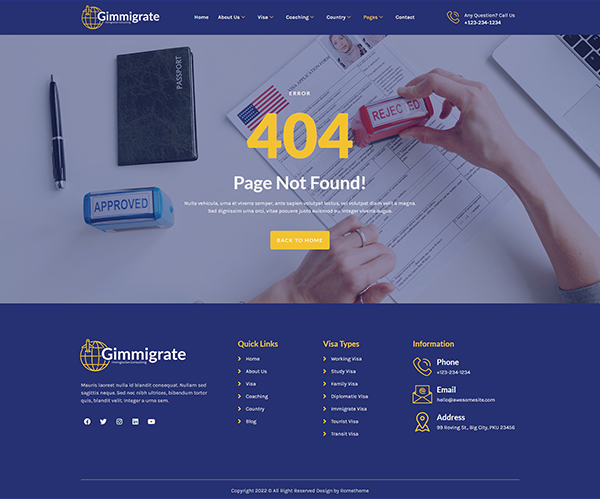 Gimmigrate
Immigration Consulting
Home About Us Visa Coaching Country Pages Contact
Any Question? Call Us
+123-234-1234
PASSPORT
APPLICATION FORM
REJECTED
APPROVED
ERROR
404
Page Not Found!
Nulla vehicula, urna et viverra semper, ante sapien volutpat lectus, vel volutpat diam velit a magna.
Sed dignissim urna orci, vitae posuere justo euismod eu. Integer viverra augue.
BACK TO HOME
Gimmigrate
Immigration Consulting
Mauris laoreet nulla id blandit consequat. Nullam sed
sagittis neque. Sed nec nibh ultrices, bibendum tortor
quis, blandit velit. Integer a urna sem.
Quick Links
Home
About Us
Visa
Coaching
Country
Blog
Visa Types
Working Visa
Study Visa
Family Visa
Diplomatic Visa
Immigrate Visa
Tourist Visa
Transit Visa
Information
Phone
+123-234-1234
Email
hello@awesomesite.com
Address
99 Roving St., Big City, PKU 23456
Copyright 2022 © All Right Reserved Design by Rometheme